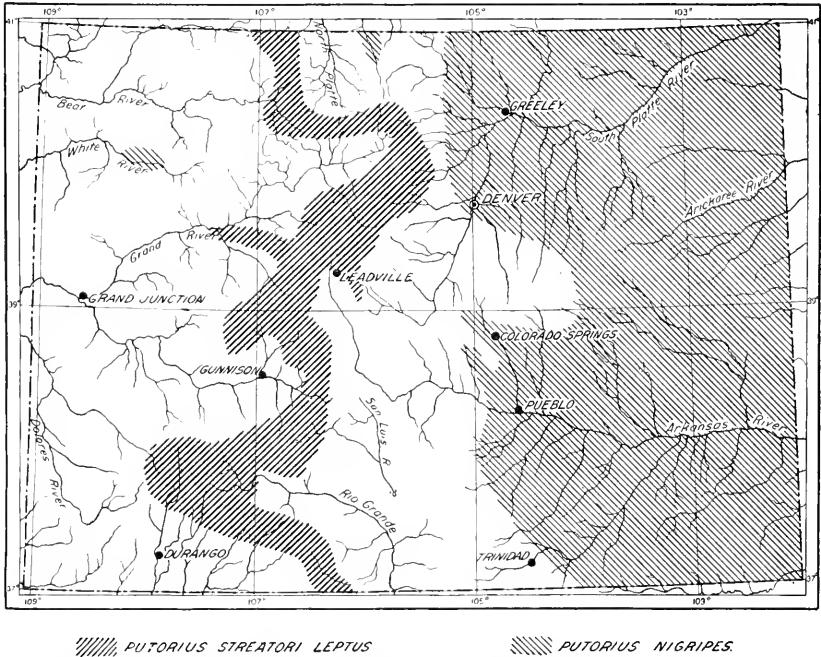 41° 107° 105° 103° 41°
North Platte
Bear River
GREELEY
South Platte River
White River
DENVER
Arickaree River
Grand River
LEADVILLE
GRAND JUNCTION
39° 39°
COLORADO SPRINGS
GUNNISON
PUEBLO
San Luis R
Arkansas River
Dolores River
Rio Grande
DURANGO
TRINIDAD
37° 37°
109° 107° 105° 103°
PUTORIUS STREATORI LEPTUS PUTORIUS NIGRIPES.